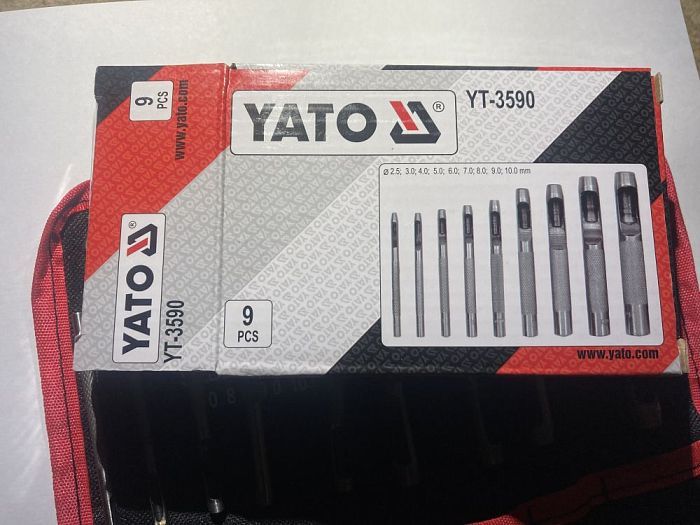 9
PCS
www.yato.com
YATO ®
YT-3590
YATO ®
YT-3590
9
PCS
ø 2.5; 3.0; 4.0; 5.0; 6.0; 7.0; 8.0; 9.0; 10.0 mm
www.yato.com